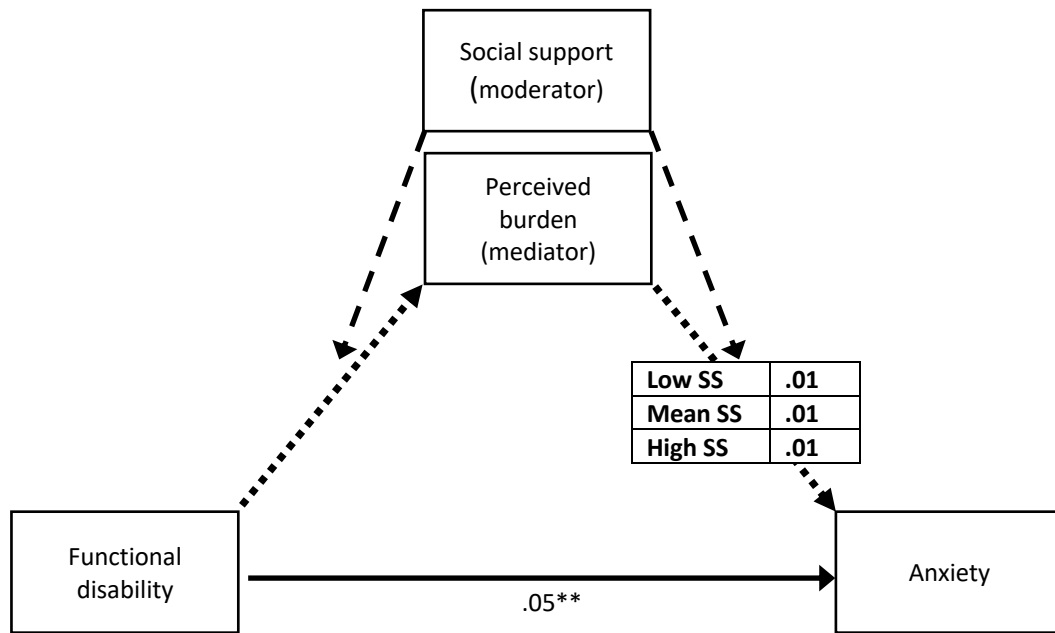 Social support
(moderator)
Perceived
burden
(mediator)
Low SS .01
Mean SS .01
High SS .01
Functional
disability
Anxiety
.05**